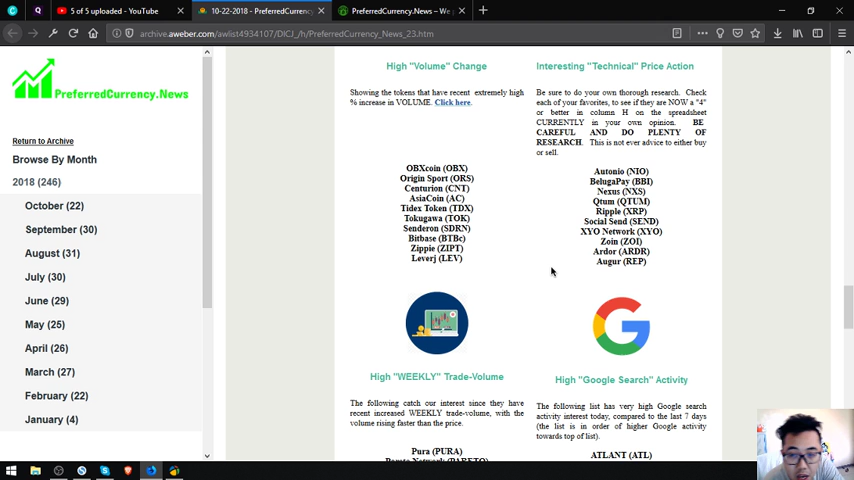 5 of 5 uploaded - YouTube
10-22-2018 - PreferredCurrency
PreferredCurrency.News – We
archive.aweber.com/awlist4934107/DICJ_/h/PreferredCurrency_News_23.htm
PreferredCurrency.News
Return to Archive
Browse By Month
2018 (246)
October (22)
September (30)
August (31)
July (30)
June (29)
May (25)
April (26)
March (27)
February (22)
January (4)
High "Volume" Change
Showing the tokens that have recent extremely high
% increase in VOLUME. Click here.
OBXcoin (OBX)
Origin Sport (ORS)
Centurion (CNT)
AsiaCoin (AC)
Tidex Token (TDX)
Tokugawa (TOK)
Senderon (SDRN)
Bitbase (BTBc)
Zippie (ZIPT)
Leverj (LEV)
Interesting "Technical" Price Action
Be sure to do your own thorough research. Check
each of your favorites, to see if they are NOW a "4"
or better in column H on the spreadsheet
CURRENTLY in your own opinion. BE
CAREFUL AND DO PLENTY OF
RESEARCH. This is not ever advice to either buy
or sell.
Autonio (NIO)
BelugaPay (BBI)
Nexus (NXS)
Qtum (QTUM)
Ripple (XRP)
Social Send (SEND)
XYO Network (XYO)
Zoin (ZOI)
Ardor (ARDR)
Augur (REP)
High "WEEKLY" Trade-Volume
The following catch our interest since they have
recent increased WEEKLY trade-volume, with the
volume rising faster than the price.
Pura (PURA)
Pareto Network (PARETO)
High "Google Search" Activity
The following list has very high Google search
activity interest today, compared to the last 7 days
(the list is in order of higher Google activity
towards top of list).
ATLANT (ATL)